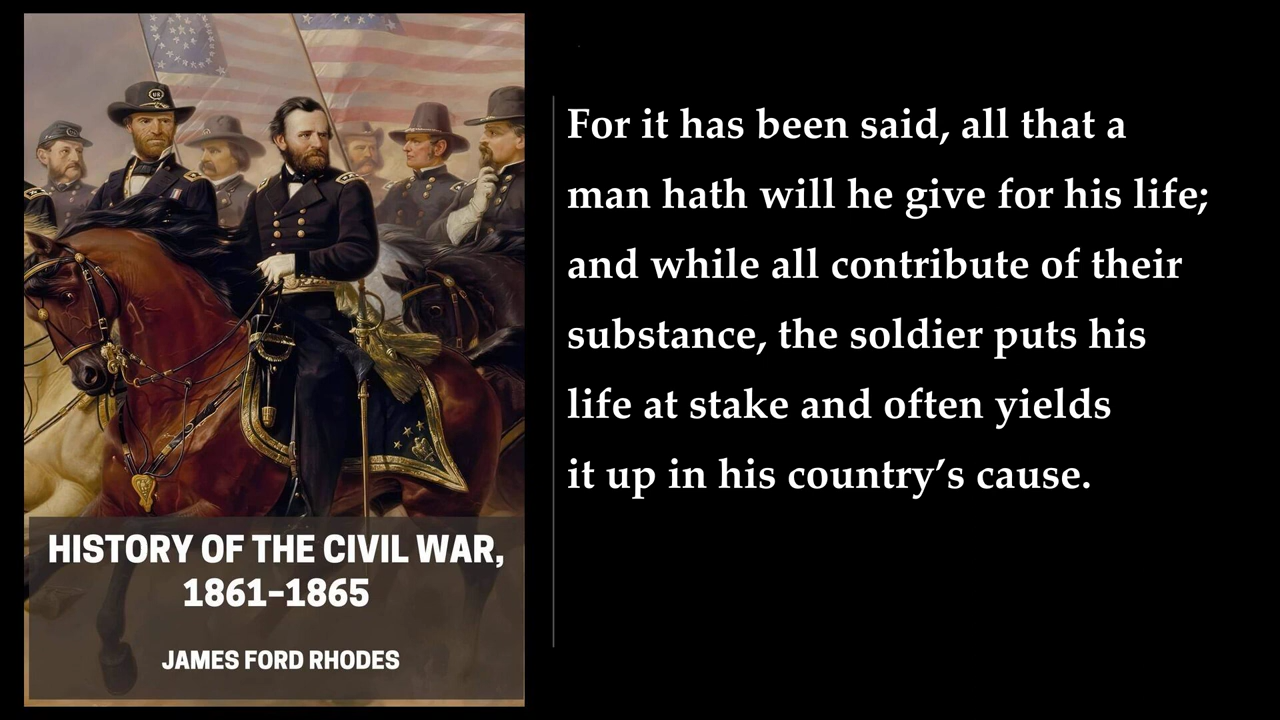 HISTORY OF THE CIVIL WAR,
1861–1865
JAMES FORD RHODES
For it has been said, all that a
man hath will he give for his life;
and while all contribute of their
substance, the soldier puts his
life at stake and often yields
it up in his country’s cause.